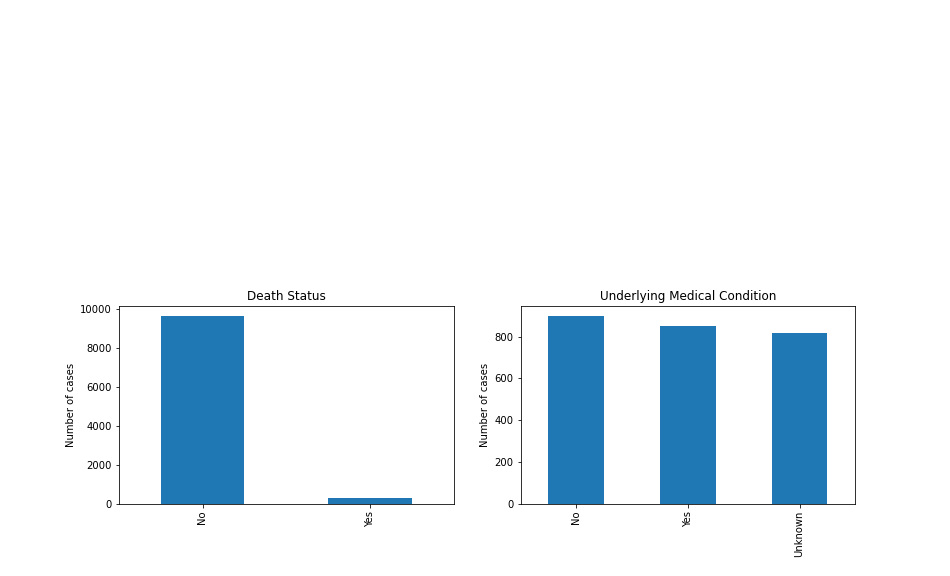 Death Status
Number of cases
10000
8000
6000
4000
2000
0
No
Yes
Underlying Medical Condition
Number of cases
800
600
400
200
0
No
Yes
Unknown